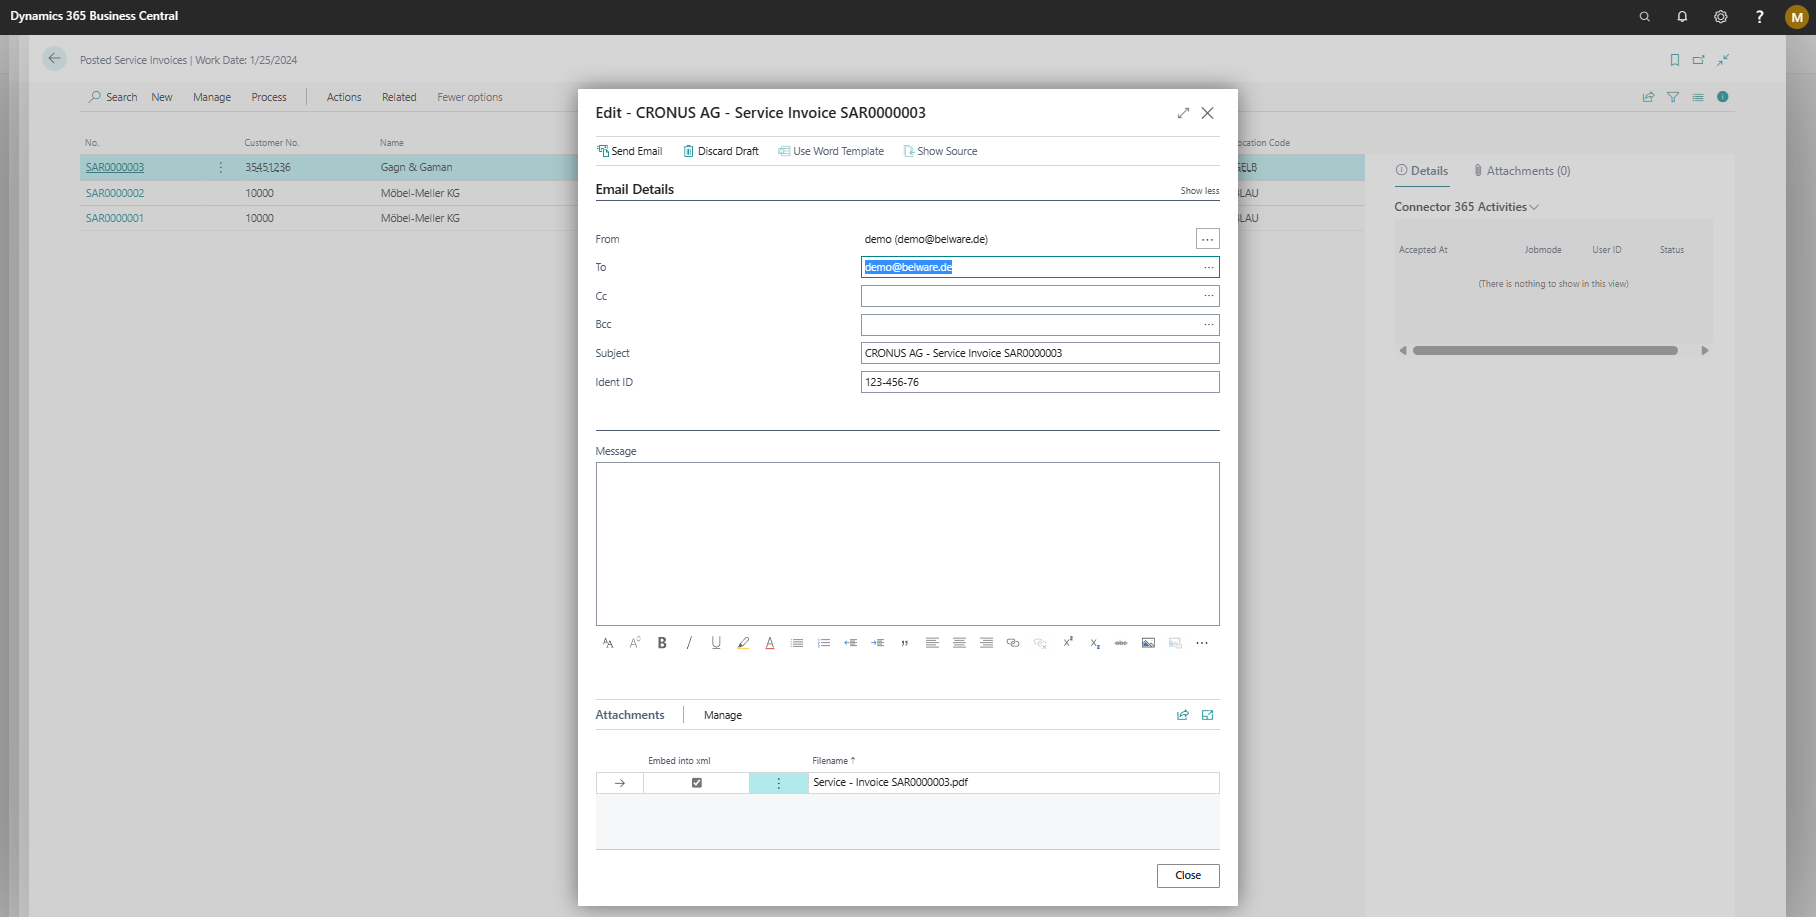 Dynamics 365 Business Central
?
M
Posted Service Invoices | Work Date: 1/25/2024
Search New Manage Process Actions Related Fewer options
No. Customer No. Name
SAR0000003 35451236 Gagn & Gaman
SAR0000002 10000 Möbel-Meller KG
SAR0000001 10000 Möbel-Meller KG
Edit - CRONUS AG - Service Invoice SAR0000003
Send Email Discard Draft Use Word Template Show Source
Email Details Show less
From demo (demo@belware.de)
To demo@belware.de
Cc
Bcc
Subject CRONUS AG - Service Invoice SAR0000003
Ident ID 123-456-76
Message
Attachments Manage
Embed into xml Filename ↑
Service - Invoice SAR0000003.pdf
Close
Code
Details Attachments (0)
Connector 365 Activities
Accepted At Jobmode User ID Status
(There is nothing to show in this view)